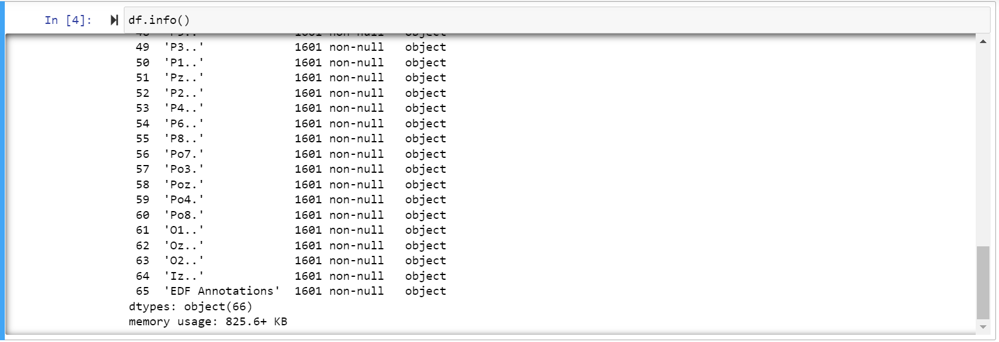 In [4]: df.info()
49 'P3..' 1601 non-null object
50 'P1..' 1601 non-null object
51 'Pz..' 1601 non-null object
52 'P2..' 1601 non-null object
53 'P4..' 1601 non-null object
54 'P6..' 1601 non-null object
55 'P8..' 1601 non-null object
56 'Po7.' 1601 non-null object
57 'Po3.' 1601 non-null object
58 'Poz.' 1601 non-null object
59 'Po4.' 1601 non-null object
60 'Po8.' 1601 non-null object
61 'O1..' 1601 non-null object
62 'Oz..' 1601 non-null object
63 'O2..' 1601 non-null object
64 'Iz..' 1601 non-null object
65 'EDF Annotations' 1601 non-null object
dtypes: object(66)
memory usage: 825.6+ KB